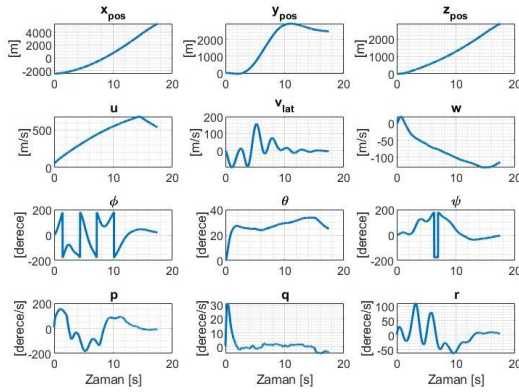 x_pos y_pos z_pos
[m] 4000 2000 0 -2000 0 10 20
[m] 2000 1000 0 0 10 20
[m] 4000 2000 0 0 10 20
u v_lat w
[m/s] 500 0 0 10 20
[m/s] 200 100 0 -100 0 10 20
[m/s] 0 -50 -100 0 10 20
ϕ θ ψ
[derece] 200 0 -200 0 10 20
[derece] 40 20 0 0 10 20
[derece] 200 0 -200 0 10 20
p q r
[derece/s] 200 0 -200 0 10 20
[derece/s] 30 20 10 0 0 10 20
[derece/s] 100 50 0 -50 0 10 20
Zaman [s] Zaman [s] Zaman [s]